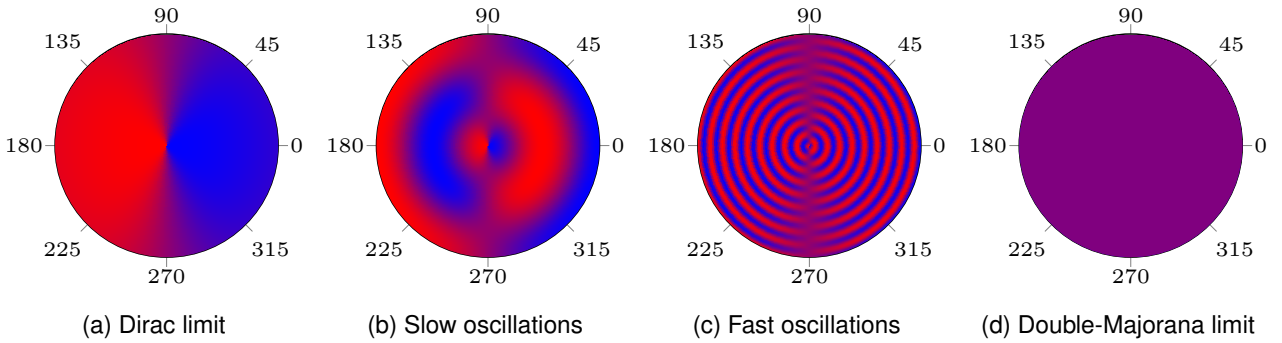 90 90 90 90
135 45 135 45 135 45 135 45
180 0 180 0 180 0 180 0
225 315 225 315 225 315 225 315
270 270 270 270
(a) Dirac limit (b) Slow oscillations (c) Fast oscillations (d) Double-Majorana limit